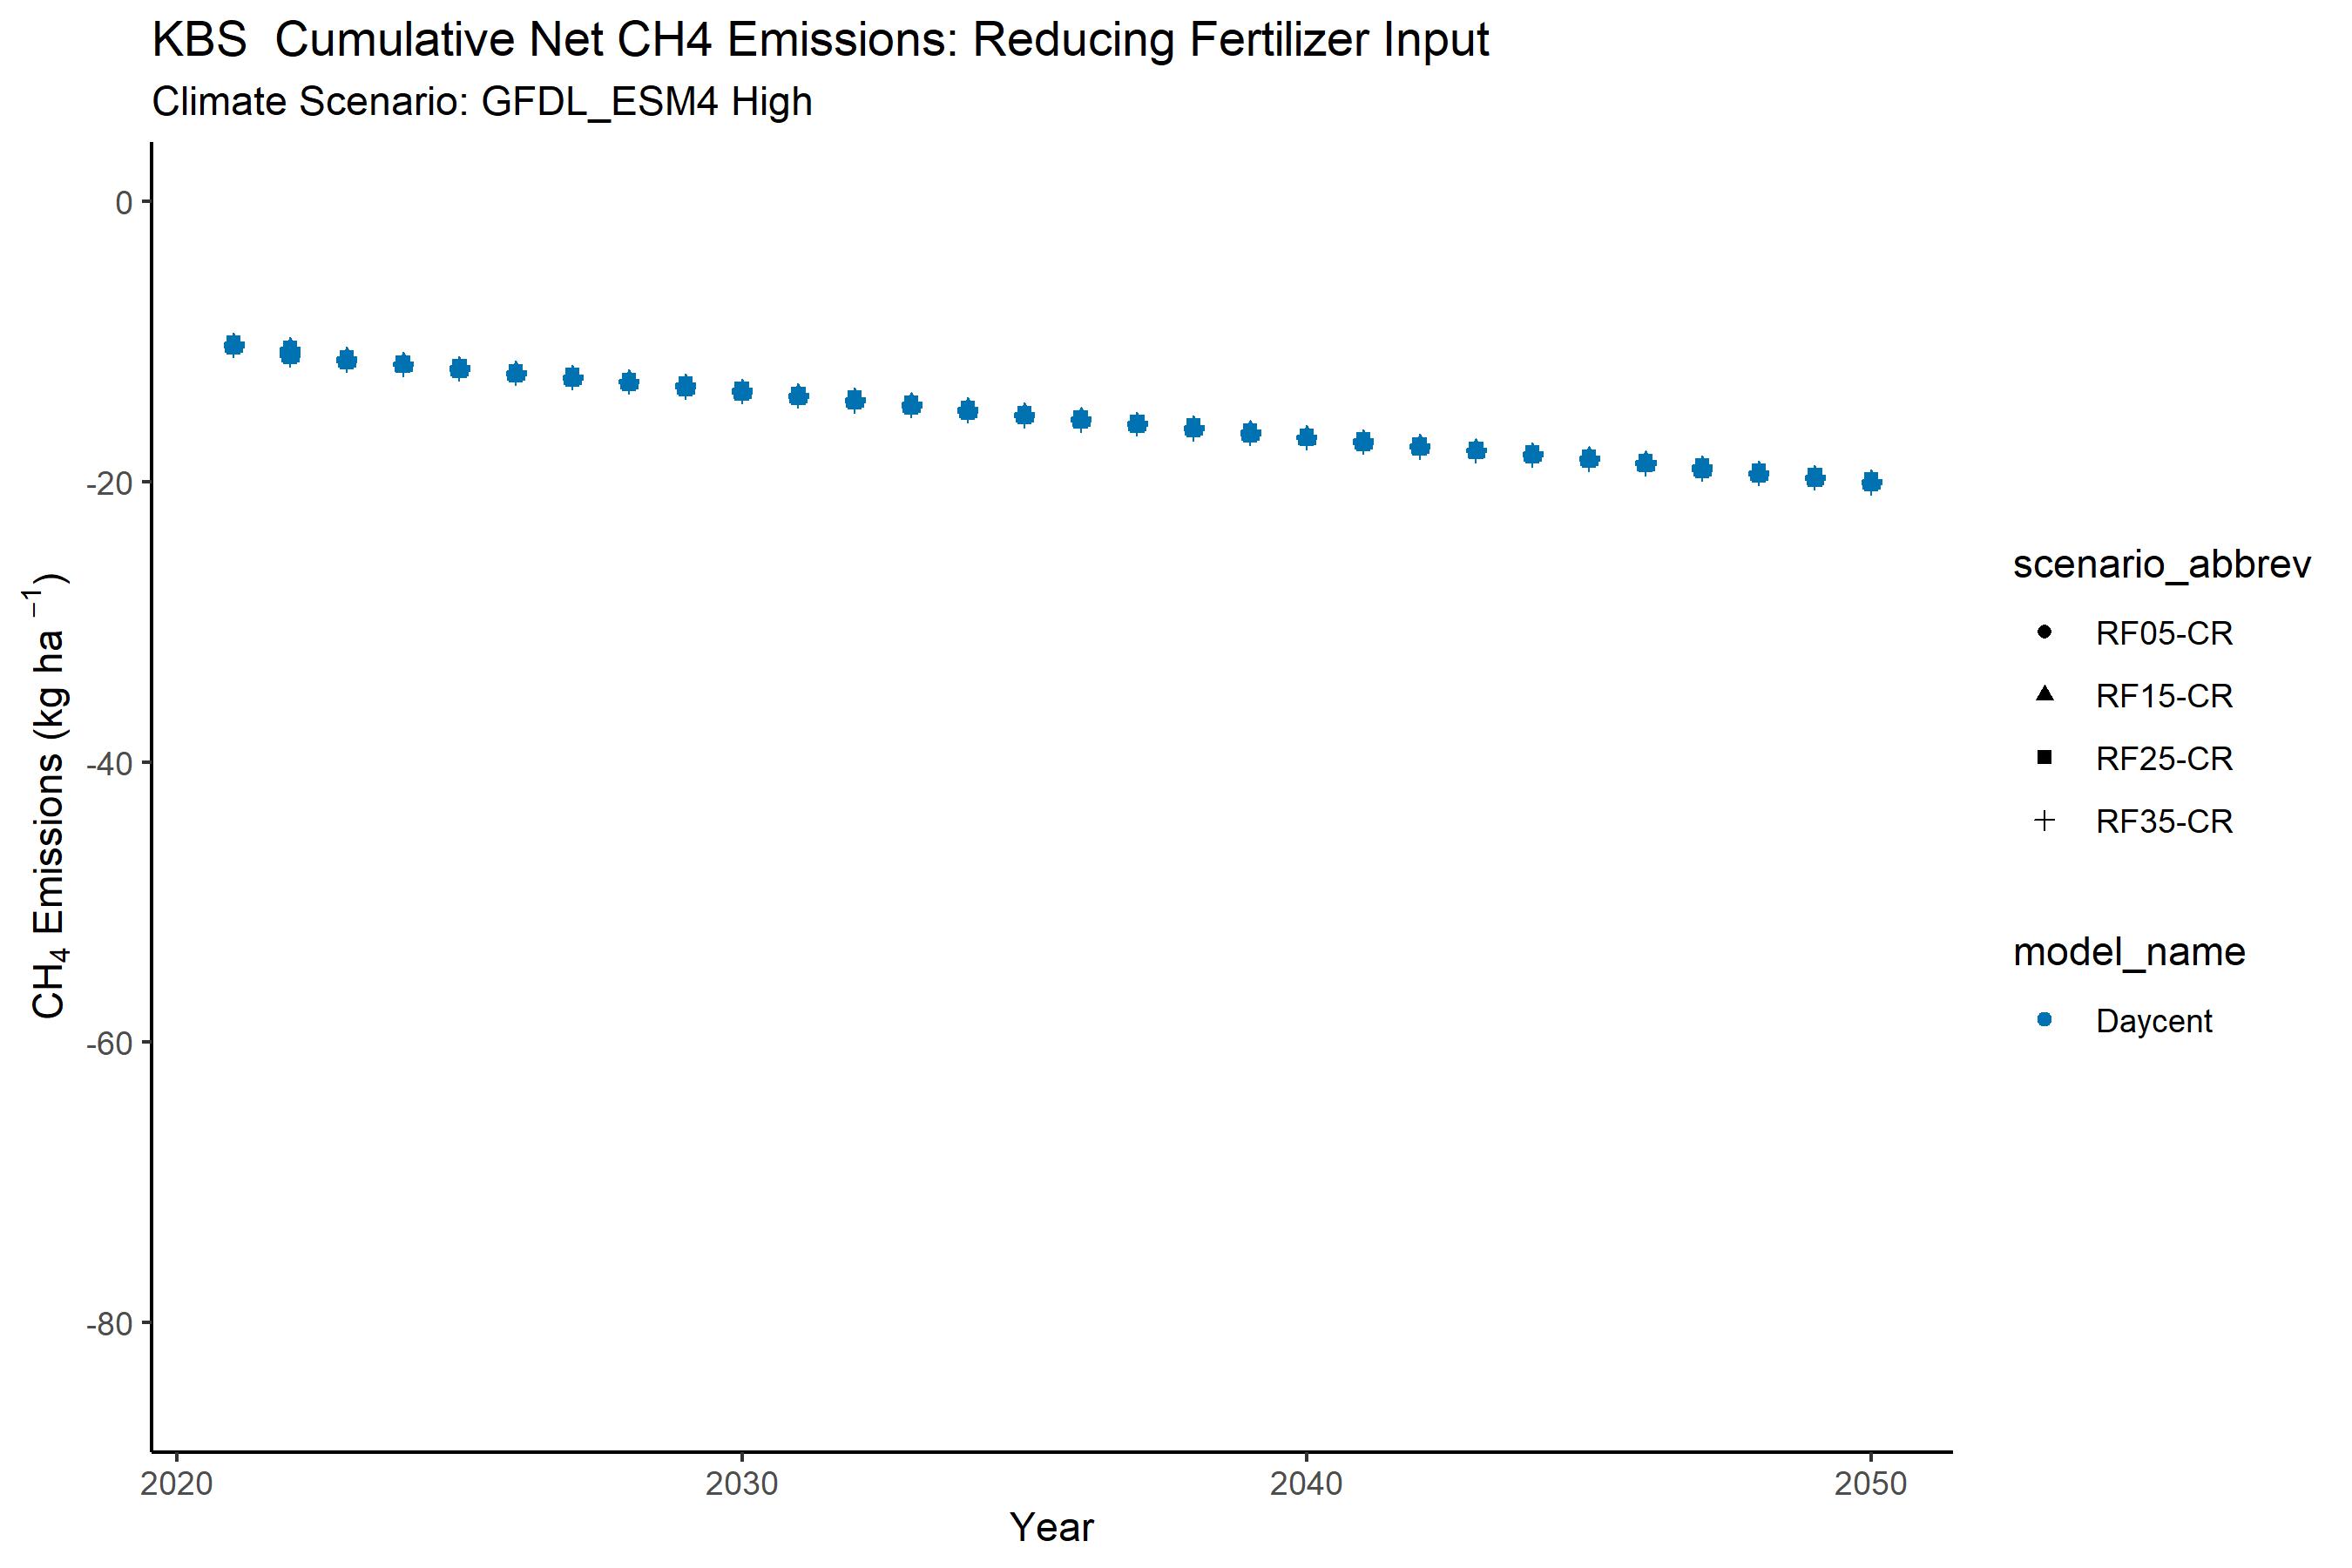 KBS  Cumulative Net CH4 Emissions: Reducing Fertilizer Input
Climate Scenario: GFDL_ESM4 High
CH₄ Emissions (kg ha ⁻¹)
0
-20
-40
-60
-80
2020
2030
2040
2050
Year
scenario_abbrev
RF05-CR
RF15-CR
RF25-CR
RF35-CR
model_name
Daycent